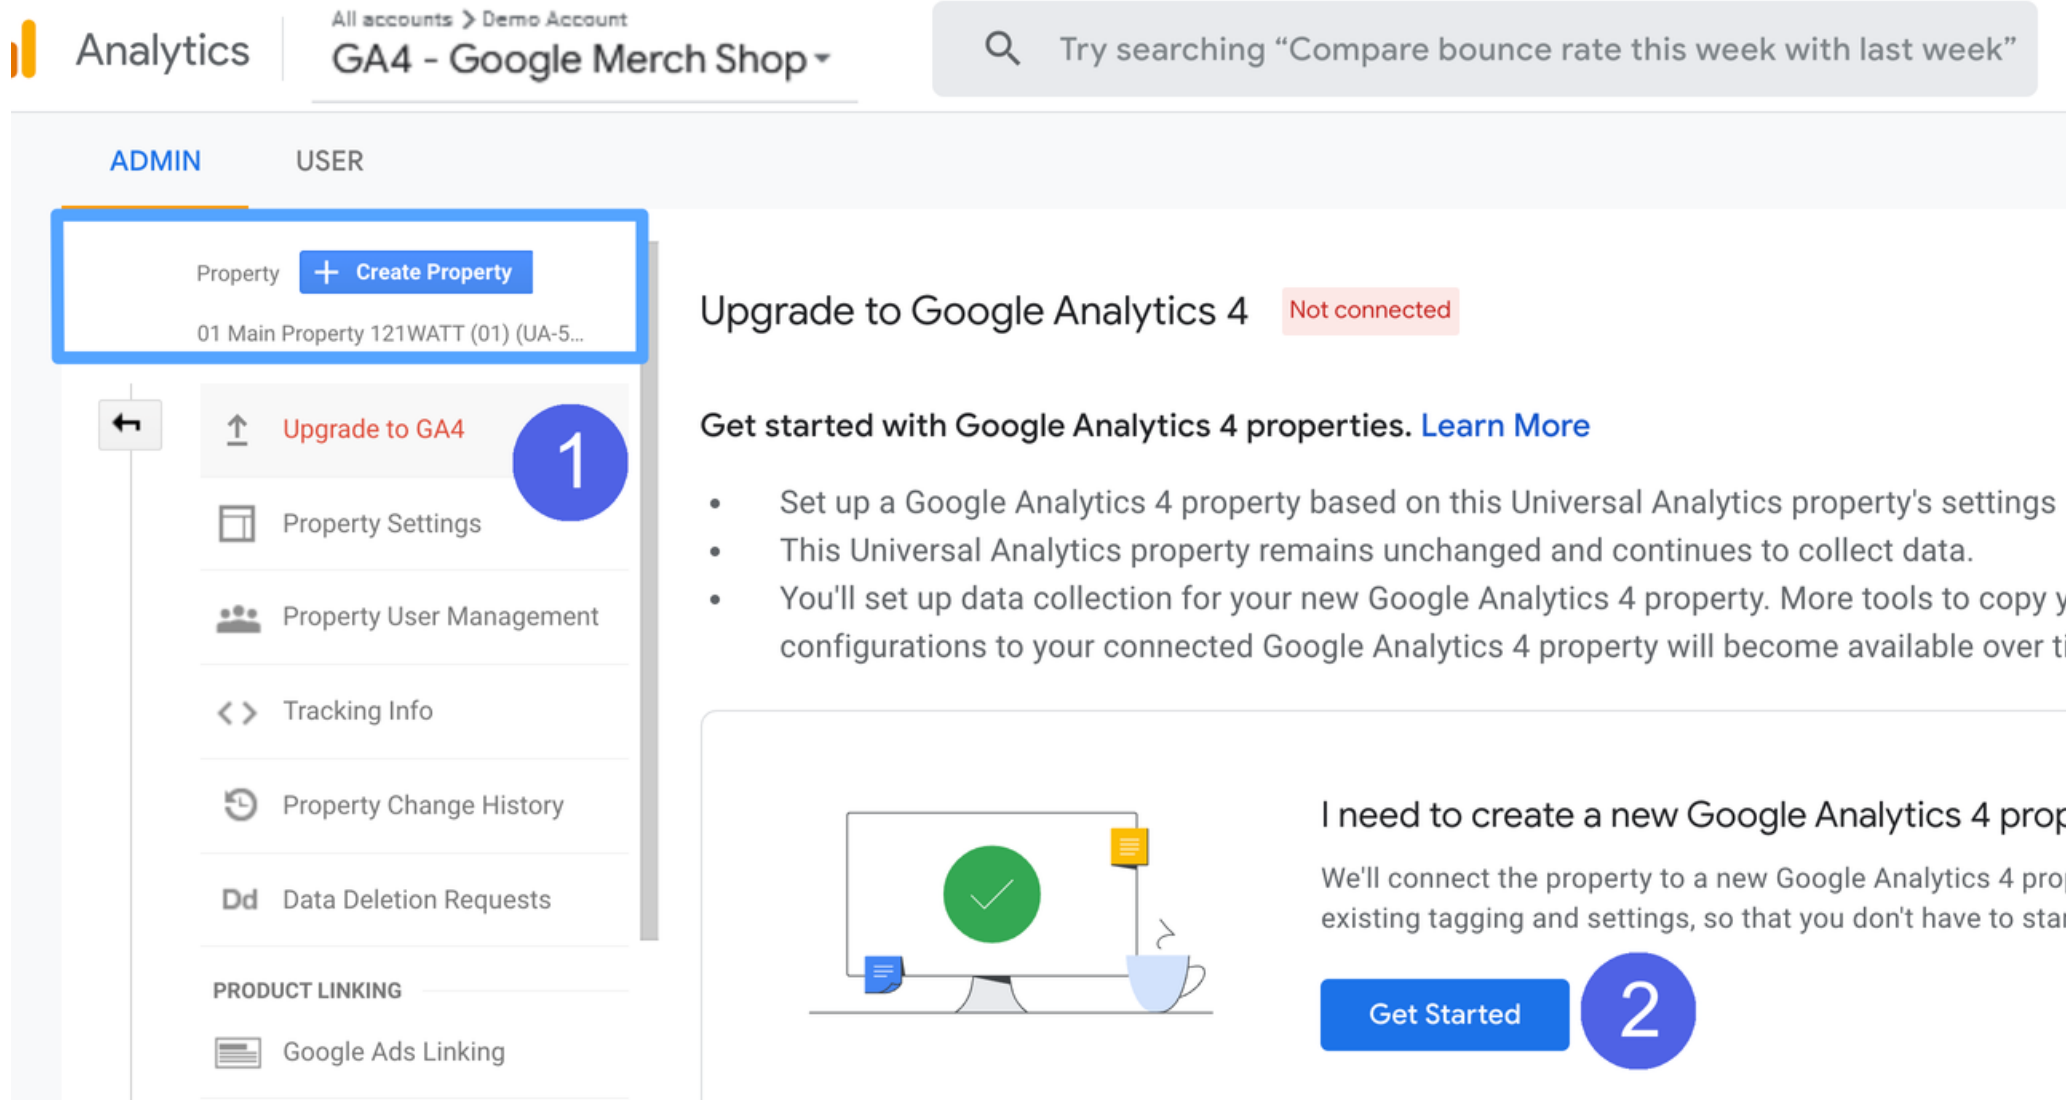 All accounts > Demo Account
Analytics
GA4 - Google Merch Shop
Try searching “Compare bounce rate this week with last week”
ADMIN
USER
Property
+ Create Property
01 Main Property 121WATT (01) (UA-5...
Upgrade to GA4
1
Property Settings
Property User Management
<> Tracking Info
Property Change History
Dd Data Deletion Requests
PRODUCT LINKING
Google Ads Linking
Upgrade to Google Analytics 4
Not connected
Get started with Google Analytics 4 properties. Learn More
• Set up a Google Analytics 4 property based on this Universal Analytics property's settings
• This Universal Analytics property remains unchanged and continues to collect data.
• You'll set up data collection for your new Google Analytics 4 property. More tools to copy
configurations to your connected Google Analytics 4 property will become available over
I need to create a new Google Analytics 4
We'll connect the property to a new Google Analytics 4
existing tagging and settings, so that you don't have to
Get Started
2